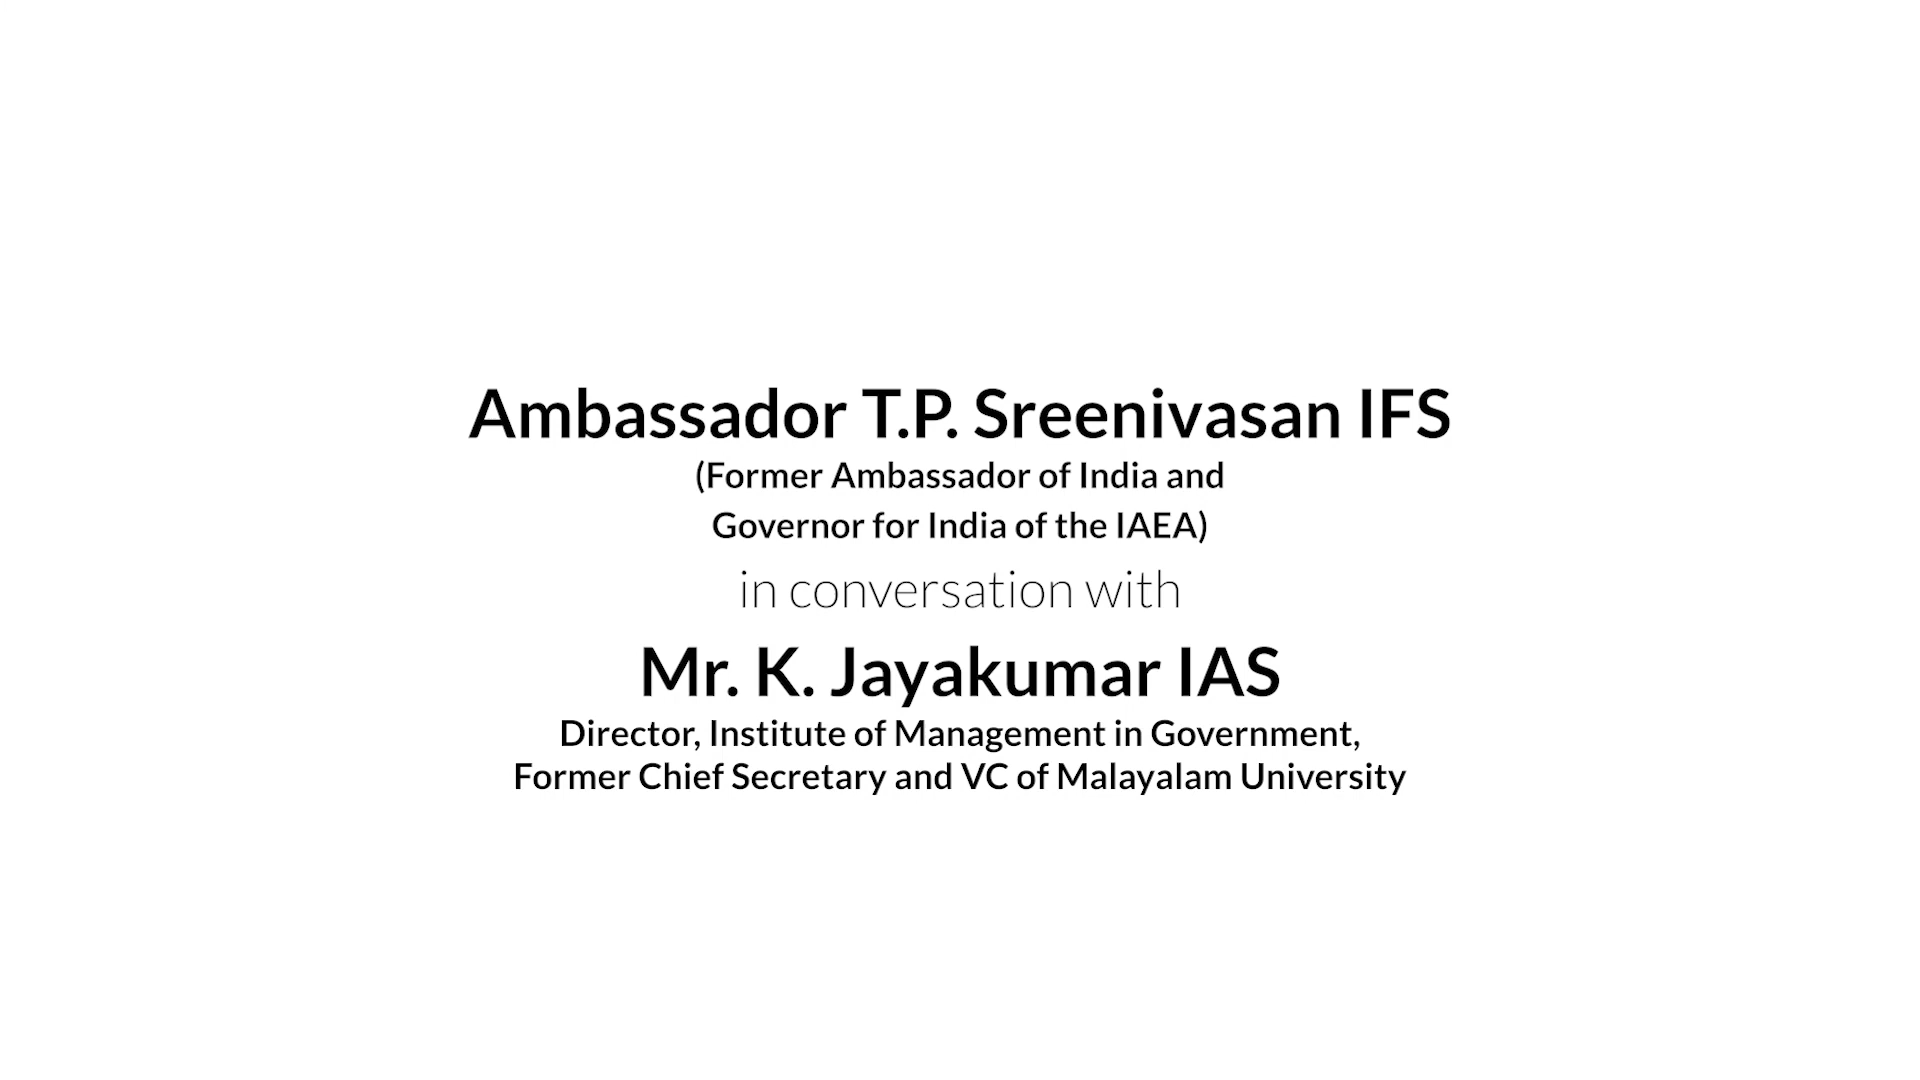 Ambassador T.P. Sreenivasan IFS
(Former Ambassador of India and
Governor for India of the IAEA)
in conversation with
Mr. K. Jayakumar IAS
Director, Institute of Management in Government,
Former Chief Secretary and VC of Malayalam University